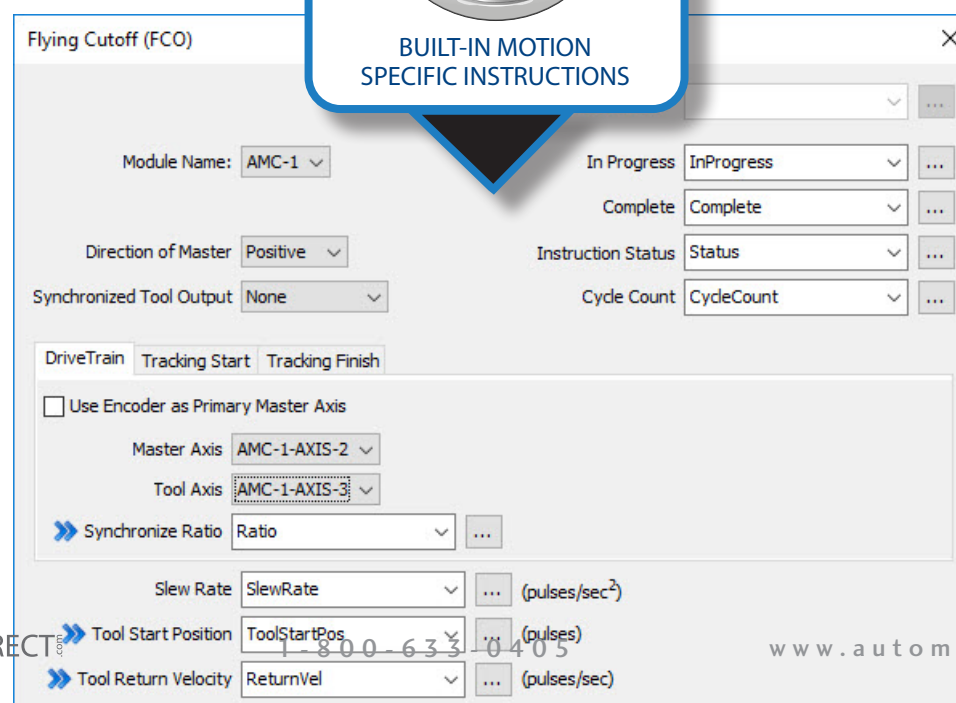 Flying Cutoff (FCO)
BUILT-IN MOTION
SPECIFIC INSTRUCTIONS
...
Module Name: AMC-1
In Progress InProgress ...
Complete Complete ...
Direction of Master Positive
Instruction Status Status ...
Synchronized Tool Output None
Cycle Count CycleCount ...
DriveTrain Tracking Start Tracking Finish
Use Encoder as Primary Master Axis
Master Axis AMC-1-AXIS-2
Tool Axis AMC-1-AXIS-3
Synchronize Ratio Ratio ...
Slew Rate SlewRate ... (pulses/sec²)
Tool Start Position ToolStartPos ... (pulses)
RECT.com 1-800-633-0405 www.autom
Tool Return Velocity ReturnVel ... (pulses/sec)